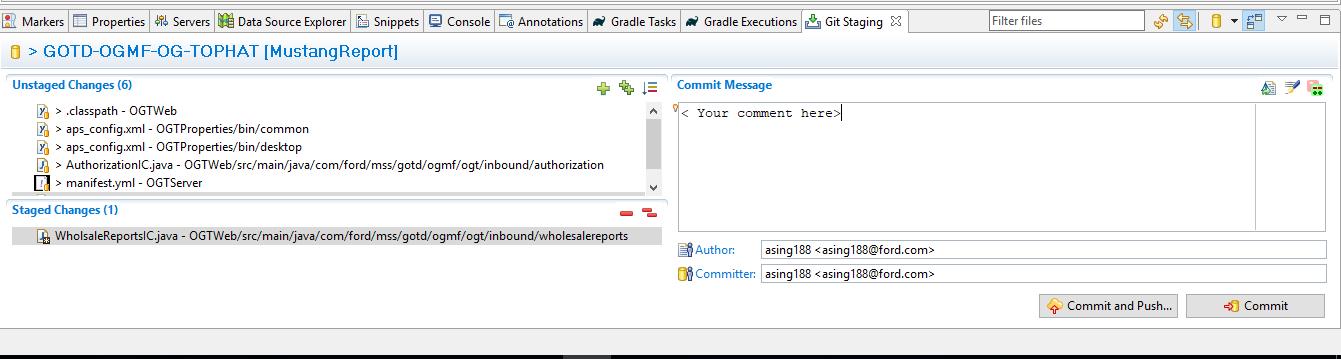 Markers Properties Servers Data Source Explorer Snippets Console Annotations Gradle Tasks Gradle Executions Git Staging Filter files
> GOTD-OGMF-OG-TOPHAT [MustangReport]
Unstaged Changes (6)
> .classpath - OGTWeb
> aps_config.xml - OGTProperties/bin/common
> aps_config.xml - OGTProperties/bin/desktop
> AuthorizationIC.java - OGTWeb/src/main/java/com/ford/mss/gotd/ogmf/ogt/inbound/authorization
> manifest.yml - OGTServer
Staged Changes (1)
WholsaleReportsIC.java - OGTWeb/src/main/java/com/ford/mss/gotd/ogmf/ogt/inbound/wholesalereports
Commit Message
< Your comment here>
Author: asing188 <asing188@ford.com>
Committer: asing188 <asing188@ford.com>
Commit and Push... Commit